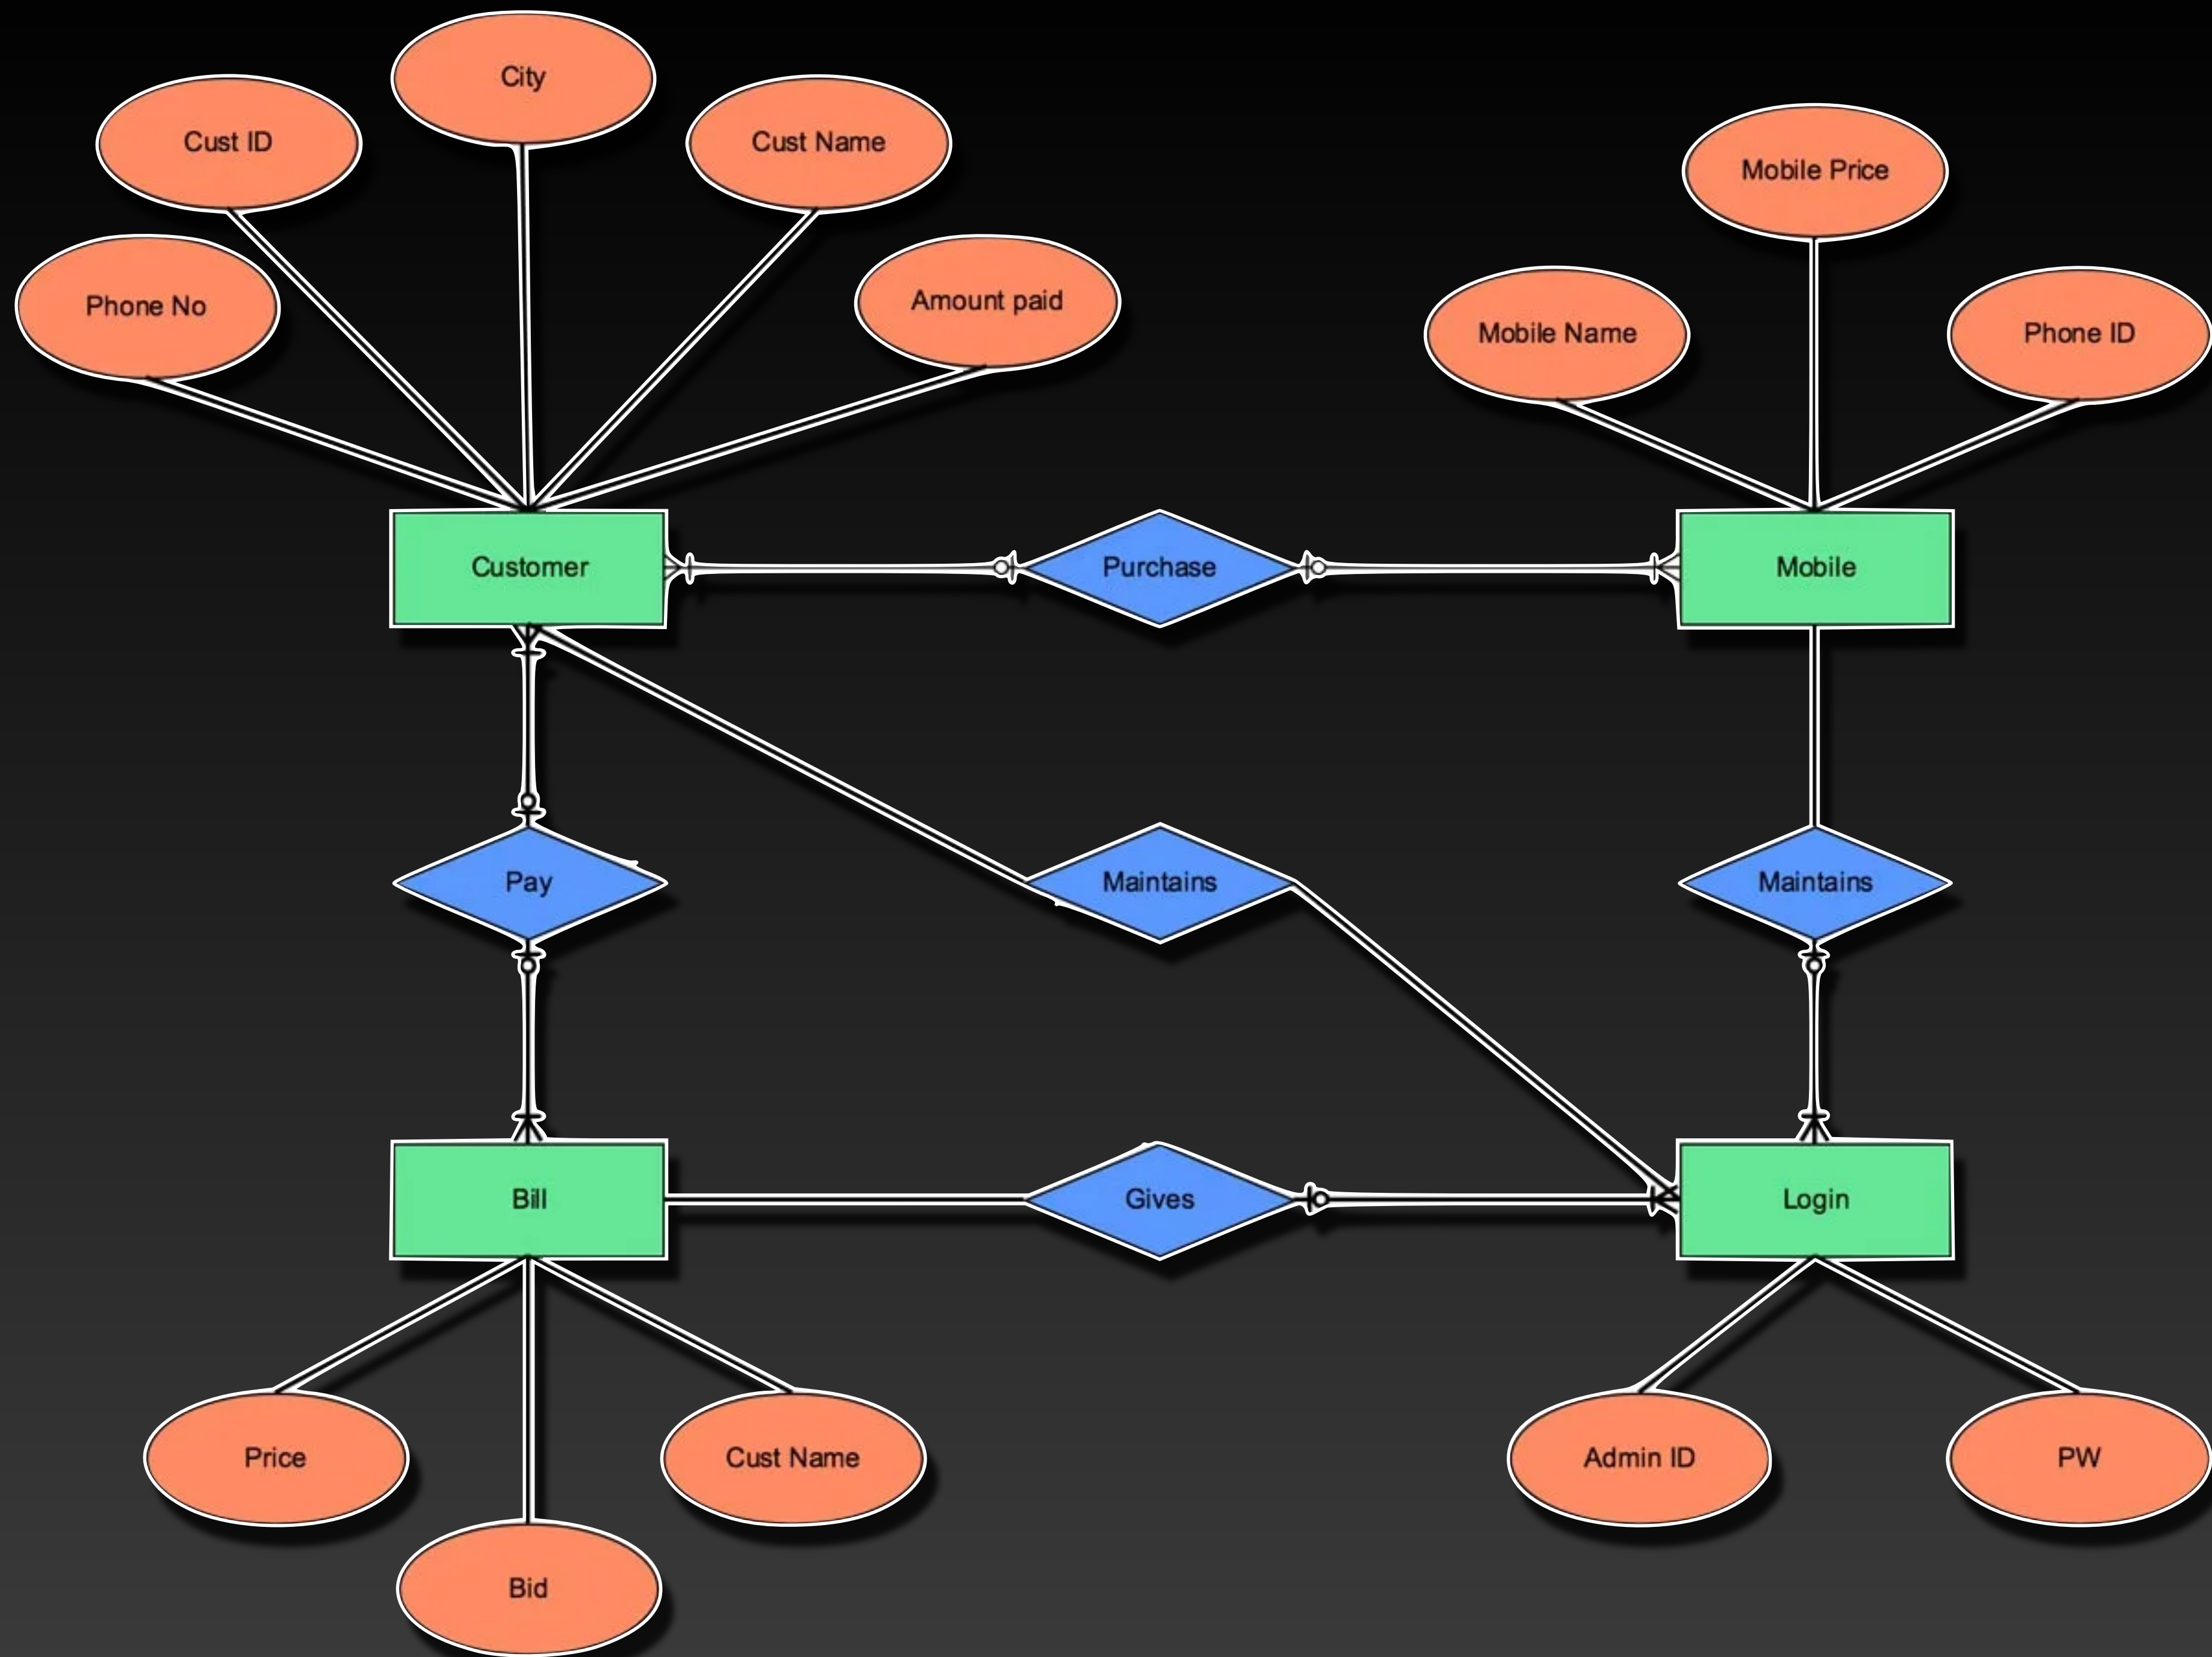 City
Cust ID
Cust Name
Mobile Price
Phone No
Amount paid
Mobile Name
Phone ID
Customer
Purchase
Mobile
Pay
Maintains
Maintains
Bill
Gives
Login
Price
Cust Name
Admin ID
PW
Bid